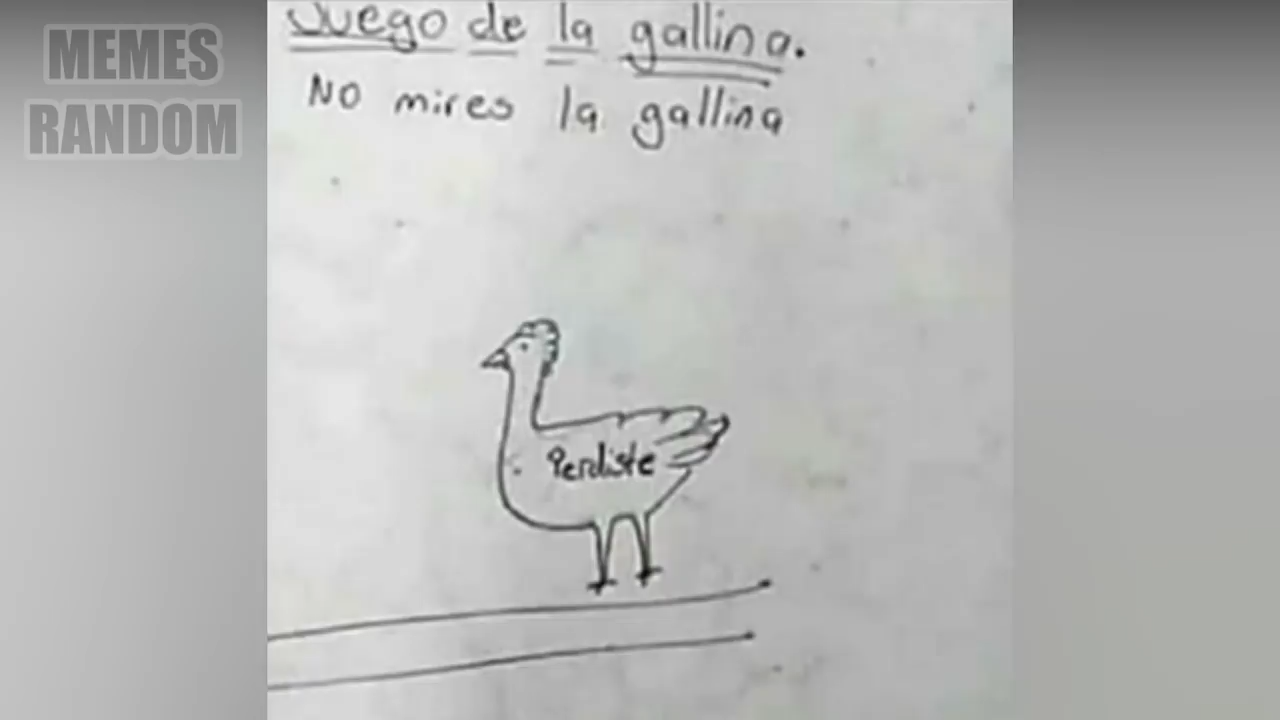 MEMES
RANDOM
Juego de la gallina.
No mires la gallina
Perdiste